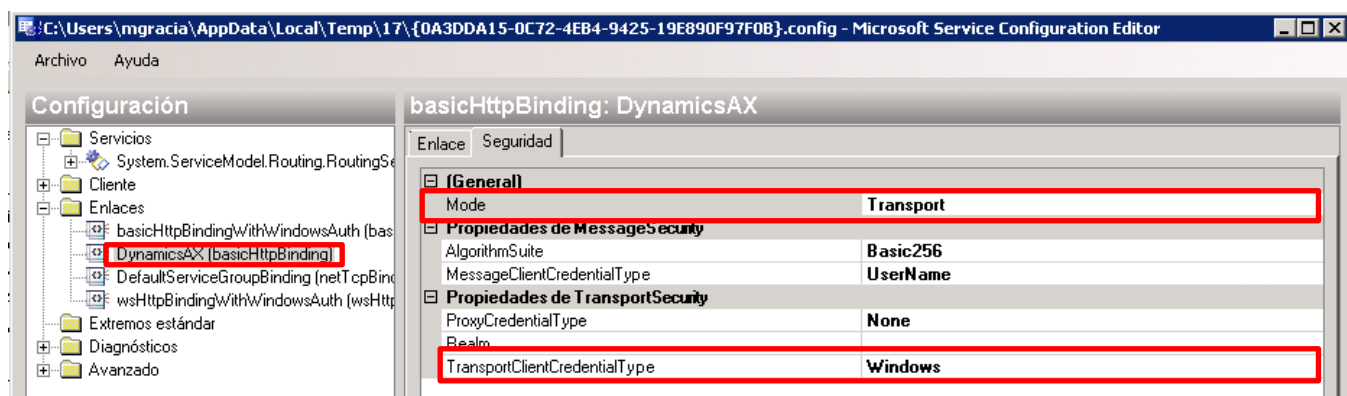 C:\Users\mgracia\AppData\Local\Temp\17\{0A3DDA15-0C72-4EB4-9425-19E890F97F0B}.config - Microsoft Service Configuration Editor
Archivo Ayuda
Configuración
Servicios
System.ServiceModel.Routing.RoutingSe
Cliente
Enlaces
basicHttpBindingWithWindowsAuth (bas
DynamicsAX (basicHttpBinding)
DefaultServiceGroupBinding (netTcpBind
wsHttpBindingWithWindowsAuth (wsHttp
Extremos estándar
Diagnósticos
Avanzado
basicHttpBinding: DynamicsAX
Enlace Seguridad
(General)
Mode Transport
Propiedades de MessageSecurity
AlgorithmSuite Basic256
MessageClientCredentialType UserName
Propiedades de TransportSecurity
ProxyCredentialType None
Realm
TransportClientCredentialType Windows